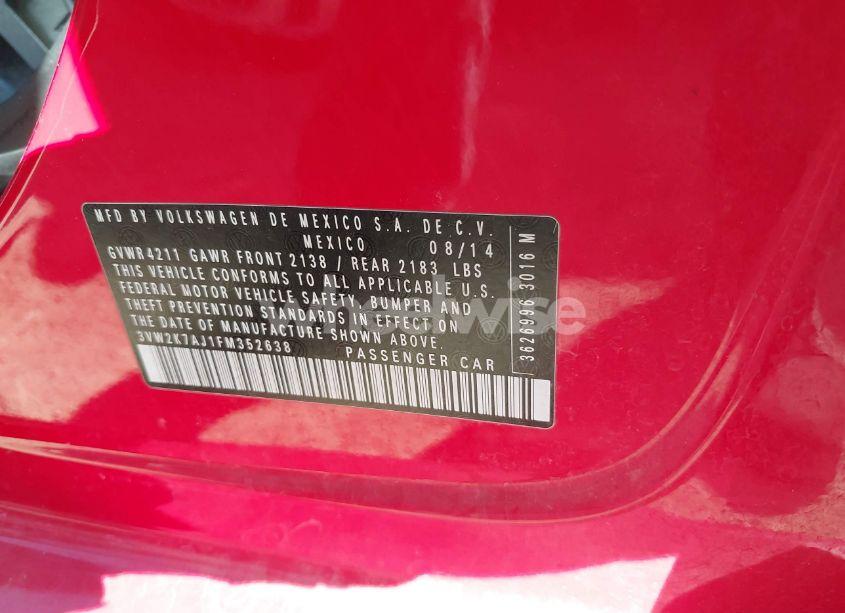 MFD BY VOLKSWAGEN DE MEXICO S.A. DE C.V.
MEXICO 08/14
GVWR 4211 GAWR FRONT 2138 / REAR 2183 LBS
THIS VEHICLE CONFORMS TO ALL APPLICABLE U.S.
FEDERAL MOTOR VEHICLE SAFETY, BUMPER AND
THEFT PREVENTION STANDARDS IN EFFECT ON
THE DATE OF MANUFACTURE SHOWN ABOVE.
3VW2K7AJ1FM352638 PASSENGER CAR
3626996 3016 M